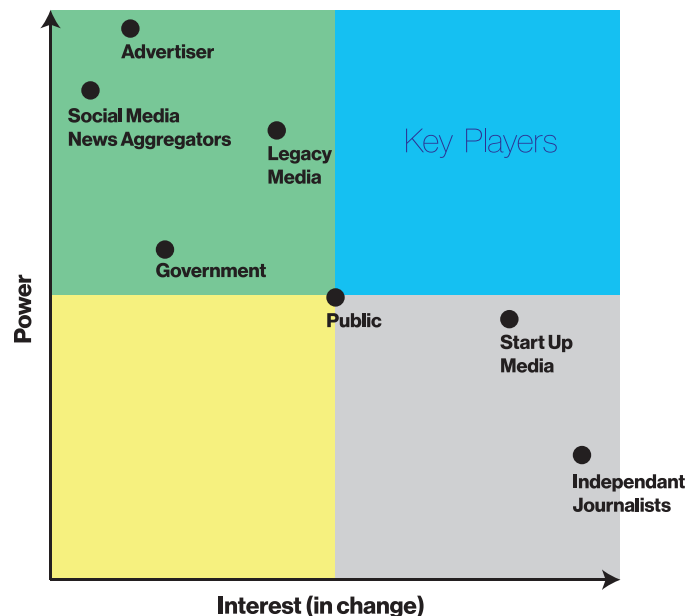 Advertiser
Social Media
News Aggregators
Legacy
Media
Key Players
Government
Power
Public
Start Up
Media
Independant
Journalists
Interest (in change)